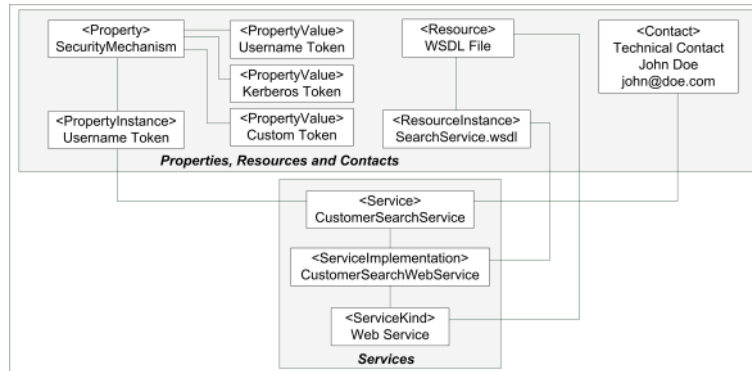 <Property>
SecurityMechanism
<PropertyValue>
Username Token
<PropertyValue>
Kerberos Token
<PropertyValue>
Custom Token
<PropertyInstance>
Username Token
<Resource>
WSDL File
<ResourceInstance>
SearchService.wsdl
<Contact>
Technical Contact
John Doe
john@doe.com
Properties, Resources and Contacts
<Service>
CustomerSearchService
<ServiceImplementation>
CustomerSearchWebService
<ServiceKind>
Web Service
Services